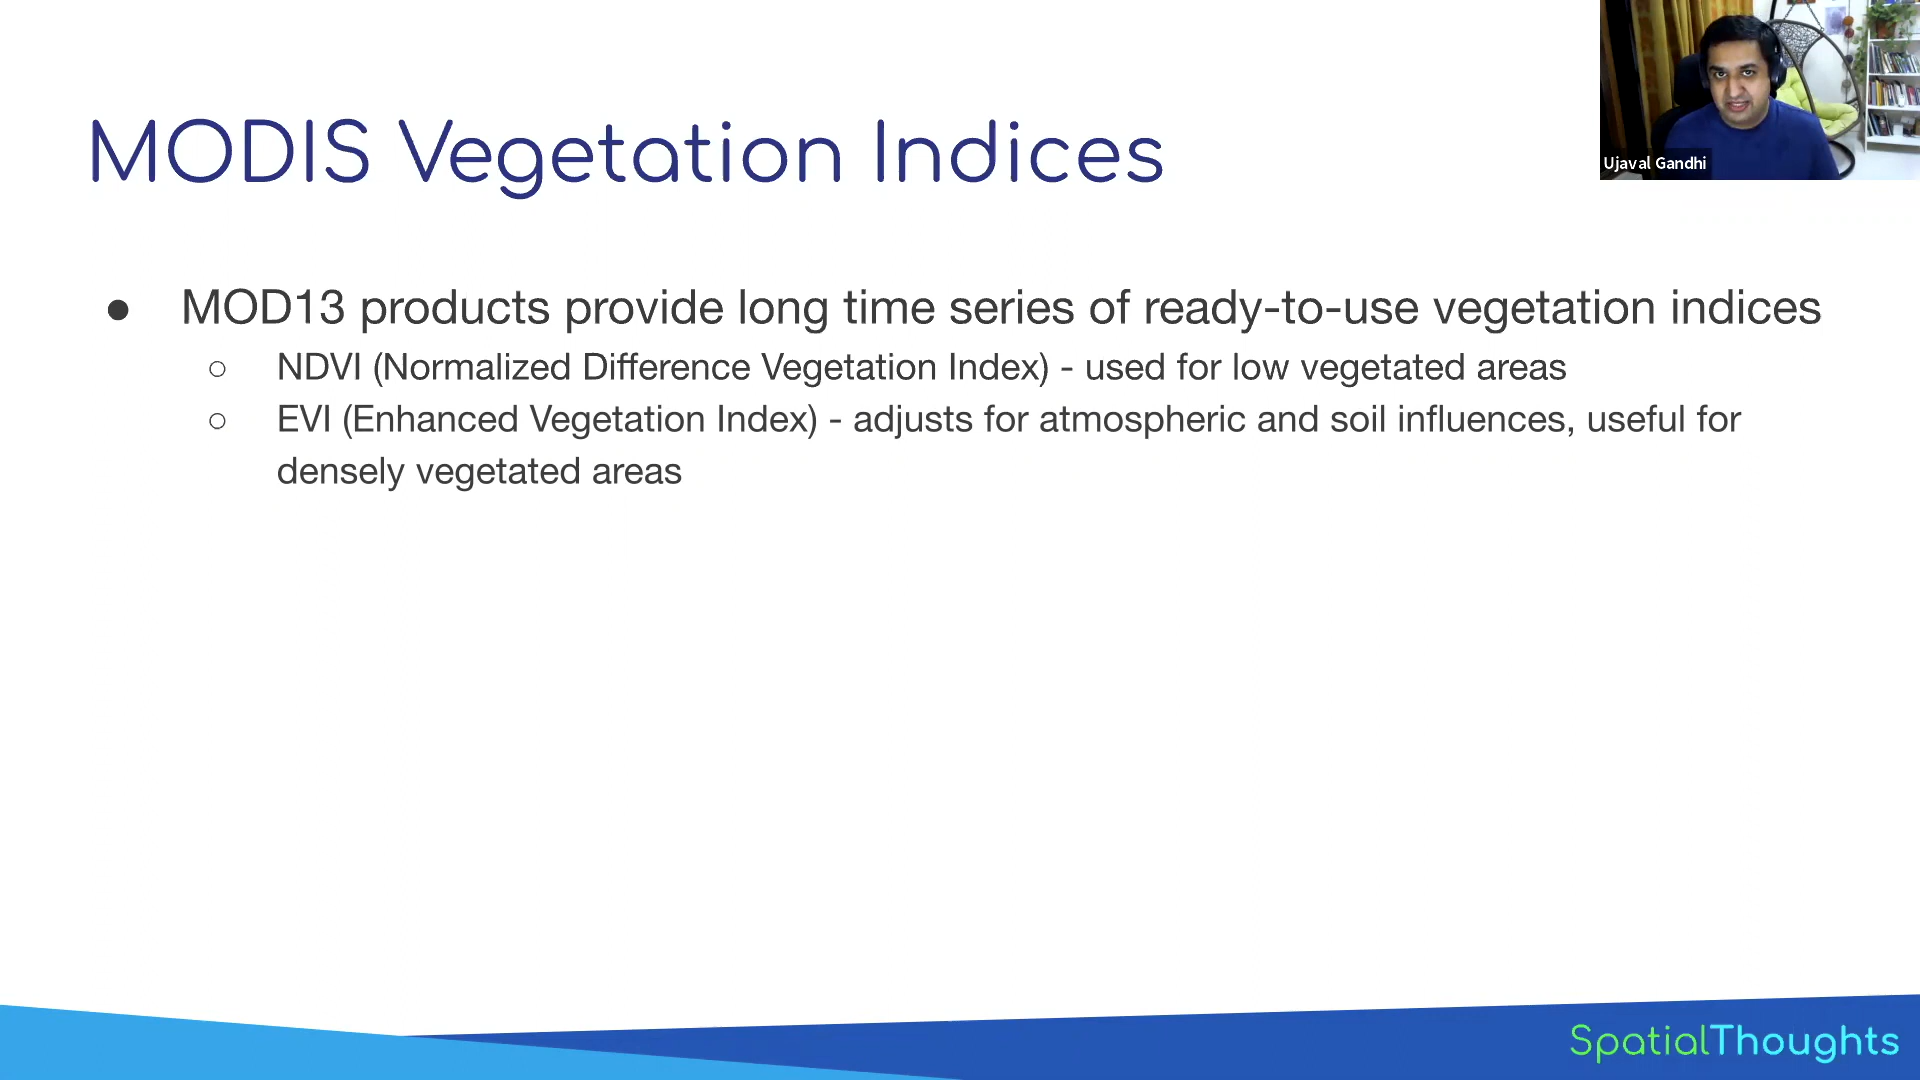 MODIS Vegetation Indices
Ujaval Gandhi
● MOD13 products provide long time series of ready-to-use vegetation indices
○ NDVI (Normalized Difference Vegetation Index) - used for low vegetated areas
○ EVI (Enhanced Vegetation Index) - adjusts for atmospheric and soil influences, useful for
densely vegetated areas
SpatialThoughts